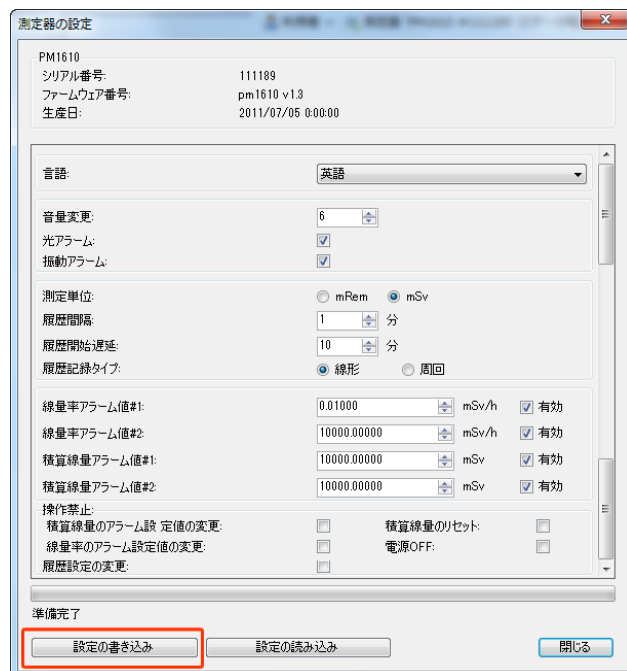 測定器の設定
PM1610
シリアル番号: 111189
ファームウェア番号: pm1610 v1.3
生産日: 2011/07/05 0:00:00
言語: 英語
音量変更: 6
光アラーム:
振動アラーム:
測定単位: mRem mSv
履歴間隔: 1 分
履歴開始遅延: 10 分
履歴記録タイプ: 線形 周回
線量率アラーム値#1: 0.01000 mSv/h 有効
線量率アラーム値#2: 10000.00000 mSv/h 有効
積算線量アラーム値#1: 10000.00000 mSv 有効
積算線量アラーム値#2: 10000.00000 mSv 有効
操作禁止:
積算線量のアラーム設 定値の変更: 積算線量のリセット:
線量率のアラーム設定値の変更: 電源OFF:
履歴設定の変更:
準備完了
設定の書き込み 設定の読み込み 閉じる